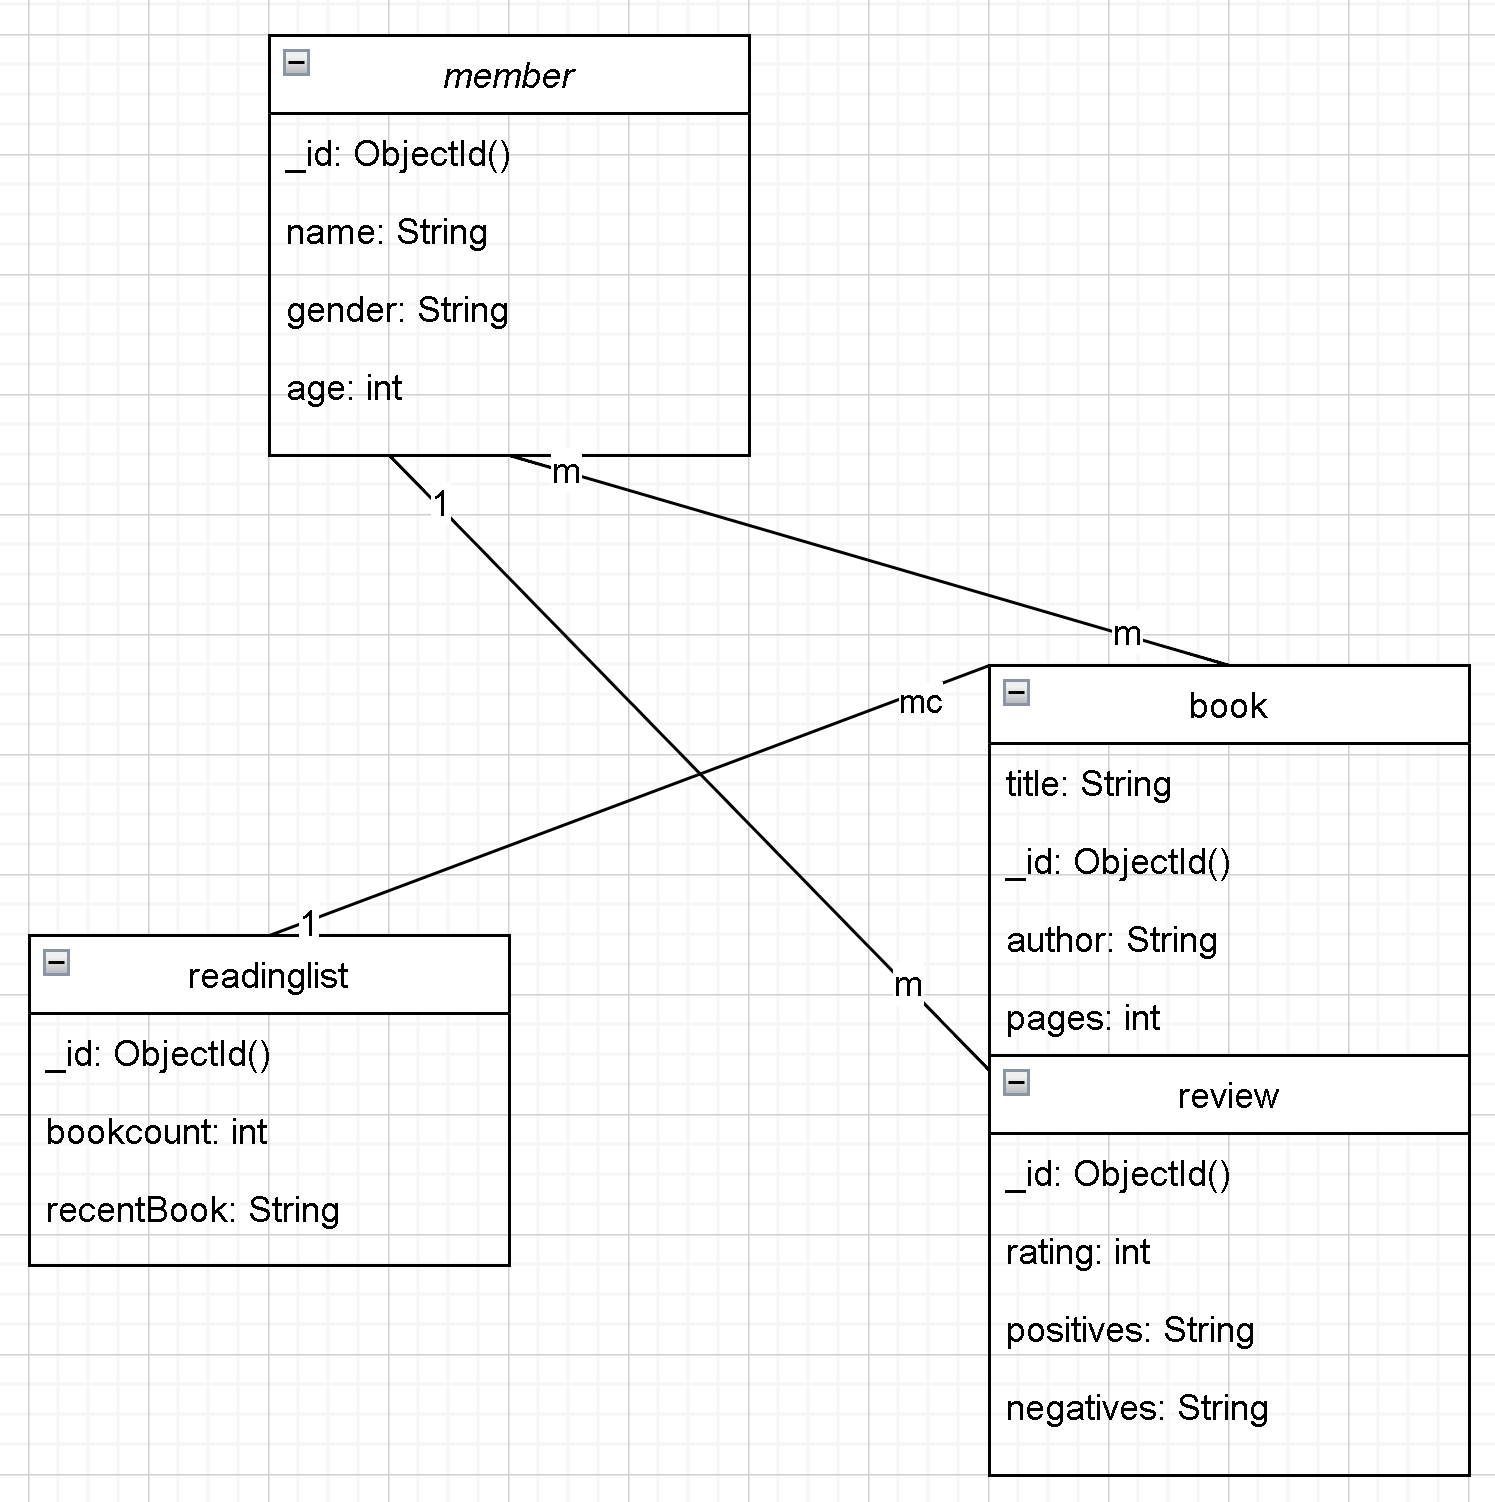 member
_id: ObjectId()
name: String
gender: String
age: int
m
1
m
mc
book
title: String
_id: ObjectId()
author: String
pages: int
1
readinglist
_id: ObjectId()
bookcount: int
recentBook: String
m
review
_id: ObjectId()
rating: int
positives: String
negatives: String